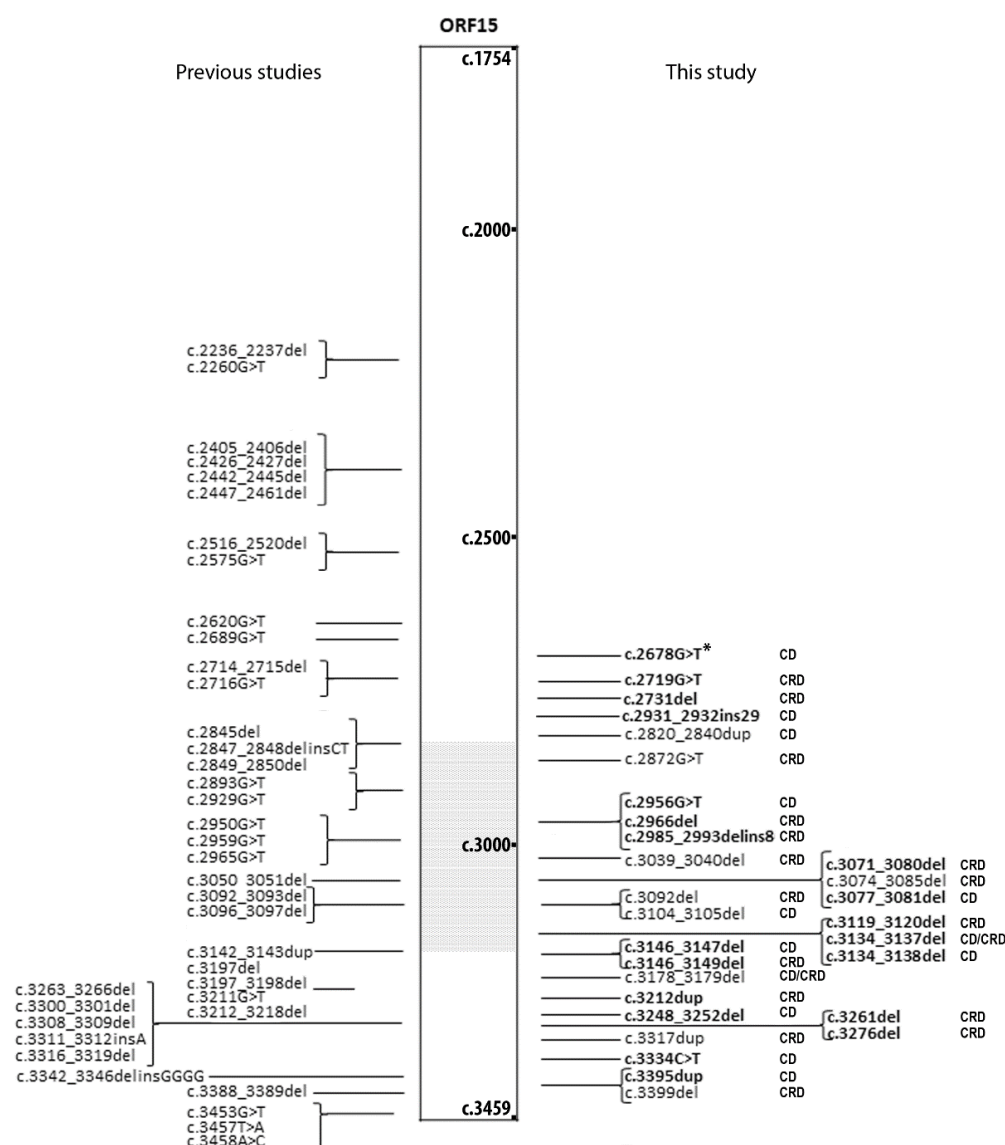 ORF15
Previous studies
This study
c.1754
c.2000
c.2500
c.3000
c.3459
c.2236_2237del
c.2260G>T
c.2405_2406del
c.2426_2427del
c.2442_2445del
c.2447_2461del
c.2516_2520del
c.2575G>T
c.2620G>T
c.2689G>T
c.2714_2715del
c.2716G>T
c.2845del
c.2847_2848delinsCT
c.2849_2850del
c.2893G>T
c.2929G>T
c.2950G>T
c.2959G>T
c.2965G>T
c.3050_3051del
c.3092_3093del
c.3096_3097del
c.3142_3143dup
c.3197del
c.3197_3198del
c.3211G>T
c.3212_3218del
c.3263_3266del
c.3300_3301del
c.3308_3309del
c.3311_3312insA
c.3316_3319del
c.3342_3346delinsGGGG
c.3388_3389del
c.3453G>T
c.3457T>A
c.3458A>C
c.2678G>T* CD
c.2719G>T CRD
c.2731del CRD
c.2931_2932ins29 CD
c.2820_2840dup CD
c.2872G>T CRD
c.2956G>T CD
c.2966del CRD
c.2985_2993delins8 CRD
c.3039_3040del CRD
c.3071_3080del CRD
c.3074_3085del CRD
c.3077_3081del CD
c.3092del CRD
c.3104_3105del CD
c.3119_3120del CRD
c.3134_3137del CD/CRD
c.3134_3138del CD
c.3146_3147del CD
c.3146_3149del CRD
c.3178_3179del CD/CRD
c.3212dup CRD
c.3248_3252del CD
c.3261del CRD
c.3276del CRD
c.3317dup CRD
c.3334C>T CD
c.3395dup CD
c.3399del CRD